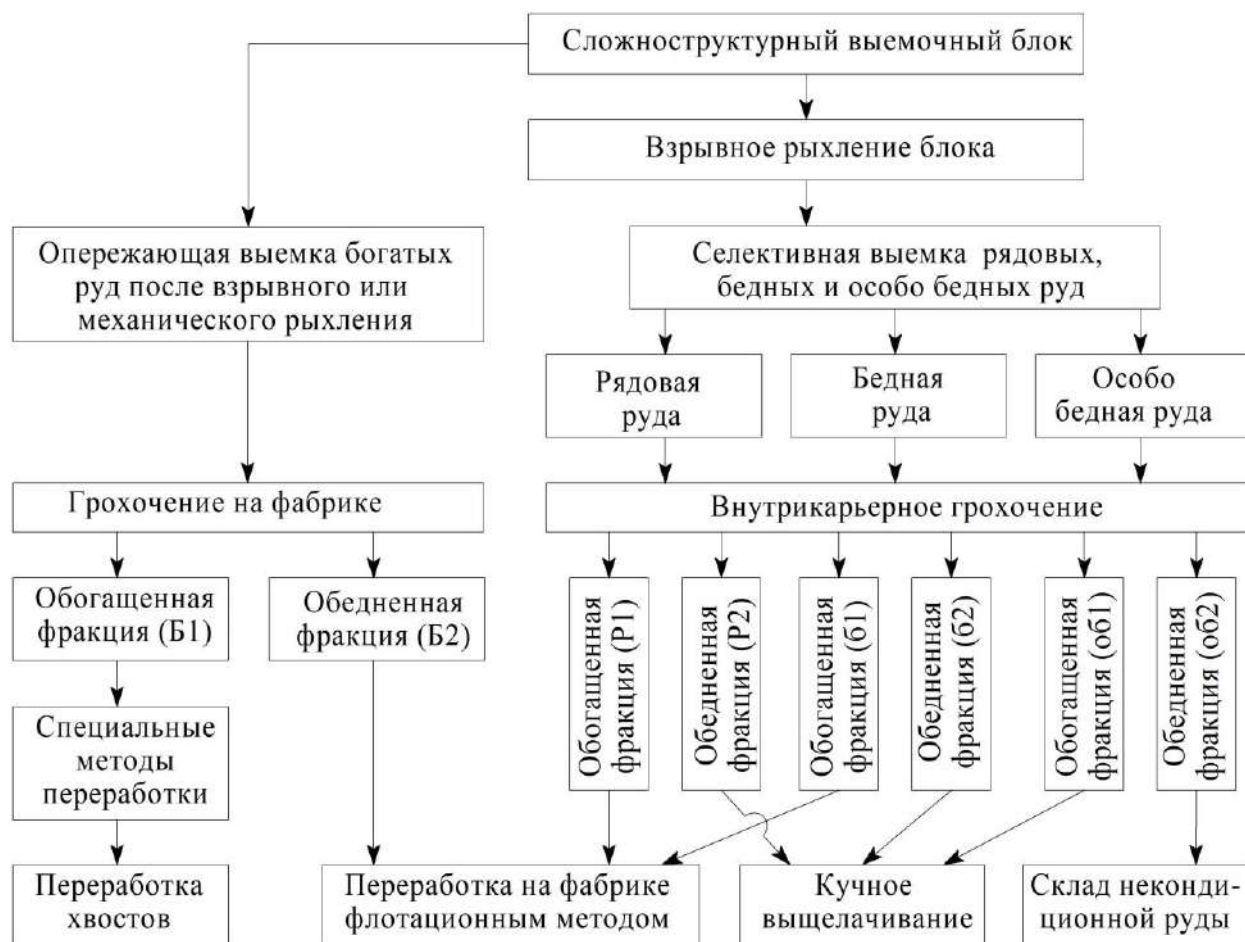 Сложноструктурный выемочный блок
Взрывное рыхление блока
Опережающая выемка богатых
руд после взрывного или
механического рыхления
Селективная выемка рядовых,
бедных и особо бедных руд
Рядовая
руда
Бедная
руда
Особо
бедная руда
Грохочение на фабрике
Внутрикарьерное грохочение
Обогащенная
фракция (Б1)
Обедненная
фракция (Б2)
Обогащенная
фракция (Р1)
Обедненная
фракция (Р2)
Обогащенная
фракция (б1)
Обедненная
фракция (б2)
Обогащенная
фракция (об1)
Обедненная
фракция (об2)
Специальные
методы
переработки
Переработка
хвостов
Переработка на фабрике
флотационным методом
Кучное
выщелачивание
Склад неконди-
ционной руды